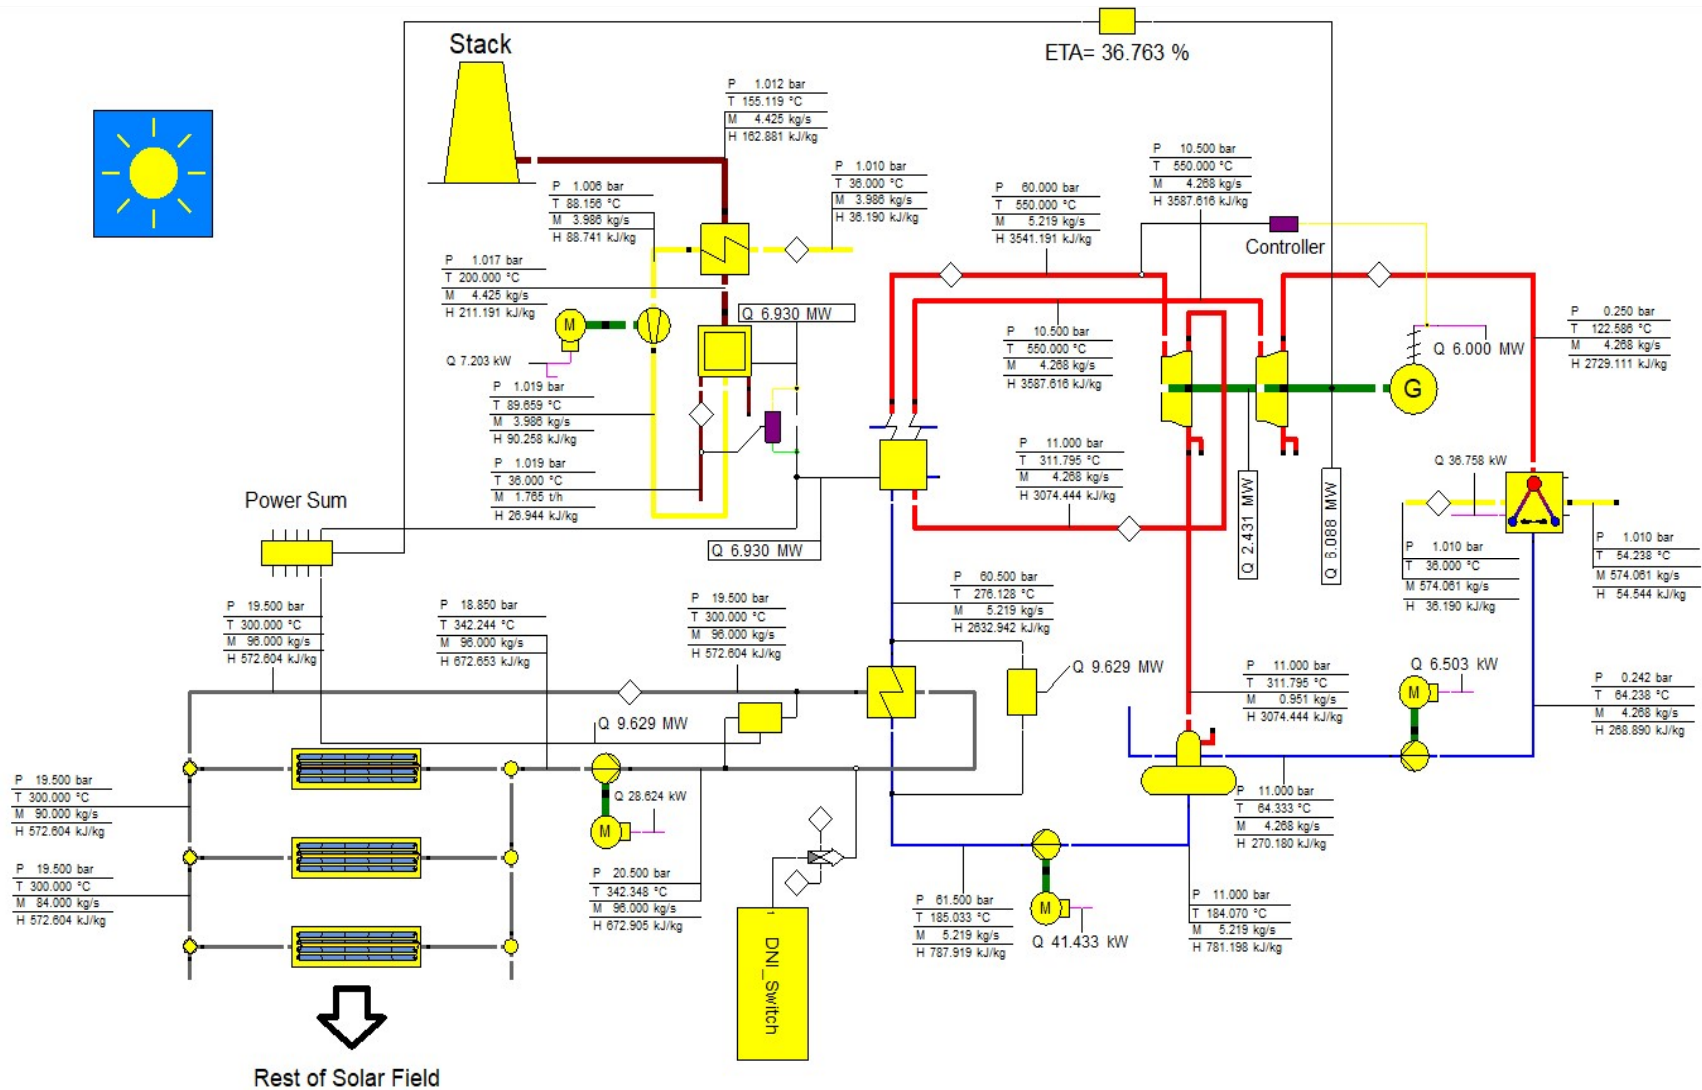 Stack
ETA= 36.763 %
P 1.012 bar
T 155.119 °C
M 4.425 kg/s
H 162.881 kJ/kg
P 1.010 bar
T 36.000 °C
M 3.986 kg/s
H 36.190 kJ/kg
P 1.006 bar
T 88.156 °C
M 3.986 kg/s
H 88.741 kJ/kg
P 1.017 bar
T 200.000 °C
M 4.425 kg/s
H 211.191 kJ/kg
P 60.000 bar
T 550.000 °C
M 5.219 kg/s
H 3541.191 kJ/kg
P 10.500 bar
T 550.000 °C
M 4.268 kg/s
H 3587.616 kJ/kg
Controller
M
Q 7.203 kW
Q 6.930 MW
P 10.500 bar
T 550.000 °C
M 4.268 kg/s
H 3587.616 kJ/kg
Q 6.000 MW
G
P 0.250 bar
T 122.586 °C
M 4.268 kg/s
H 2729.111 kJ/kg
P 1.019 bar
T 89.659 °C
M 3.986 kg/s
H 90.258 kJ/kg
P 1.019 bar
T 36.000 °C
M 1.765 t/h
H 26.944 kJ/kg
P 11.000 bar
T 311.795 °C
M 4.268 kg/s
H 3074.444 kJ/kg
Q 2.431 MW
Q 6.088 MW
Q 36.758 kW
P 1.010 bar
T 36.000 °C
M 574.061 kg/s
H 36.190 kJ/kg
P 1.010 bar
T 54.238 °C
M 574.061 kg/s
H 54.544 kJ/kg
Power Sum
Q 6.930 MW
P 19.500 bar
T 300.000 °C
M 96.000 kg/s
H 572.604 kJ/kg
P 18.850 bar
T 342.244 °C
M 96.000 kg/s
H 672.653 kJ/kg
P 19.500 bar
T 300.000 °C
M 96.000 kg/s
H 572.604 kJ/kg
P 60.500 bar
T 276.128 °C
M 5.219 kg/s
H 2632.942 kJ/kg
Q 9.629 MW
P 11.000 bar
T 311.795 °C
M 0.951 kg/s
H 3074.444 kJ/kg
Q 6.503 kW
M
P 0.242 bar
T 64.238 °C
M 4.268 kg/s
H 268.890 kJ/kg
Q 9.629 MW
P 19.500 bar
T 300.000 °C
M 90.000 kg/s
H 572.604 kJ/kg
Q 28.624 kW
M
P 11.000 bar
T 64.333 °C
M 4.268 kg/s
H 270.180 kJ/kg
P 19.500 bar
T 300.000 °C
M 84.000 kg/s
H 572.604 kJ/kg
P 20.500 bar
T 342.348 °C
M 96.000 kg/s
H 672.905 kJ/kg
P 61.500 bar
T 185.033 °C
M 5.219 kg/s
H 787.919 kJ/kg
M
Q 41.433 kW
P 11.000 bar
T 184.070 °C
M 5.219 kg/s
H 781.198 kJ/kg
1
DNI_Switch
Rest of Solar Field